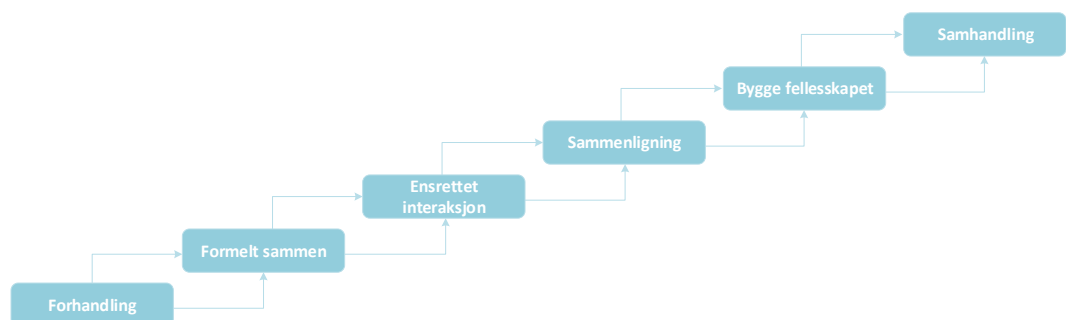 Samhandling
Bygge fellesskapet
Sammenligning
Ensrettet
interaksjon
Formelt sammen
Forhandling